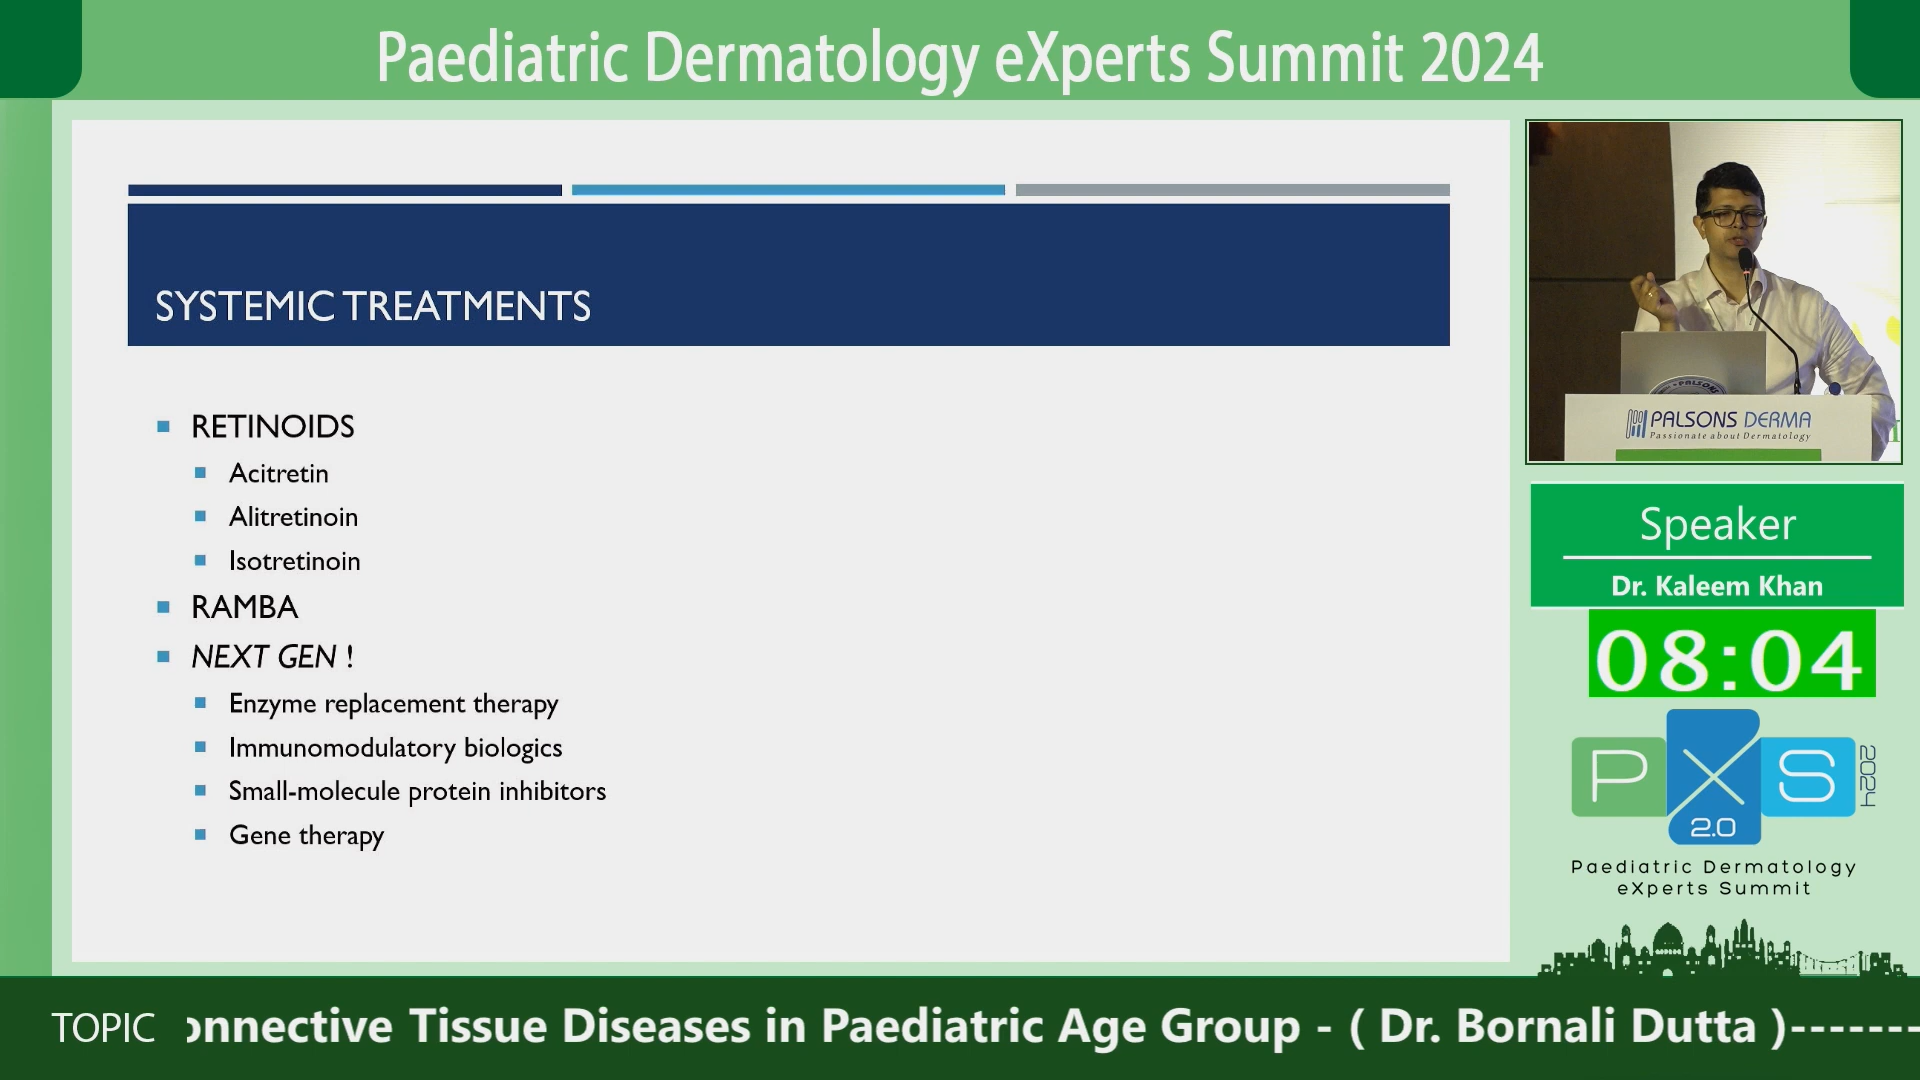 Paediatric Dermatology eXperts Summit 2024
SYSTEMIC TREATMENTS
RETINOIDS
Acitretin
Alitretinoin
Isotretinoin
RAMBA
NEXT GEN !
Enzyme replacement therapy
Immunomodulatory biologics
Small-molecule protein inhibitors
Gene therapy
PALSONS
PALSONS DERMA
Passionate about Dermatology
Speaker
Dr. Kaleem Khan
08:04
PXS
2024
2.0
Paediatric Dermatology
eXperts Summit
TOPIC onnective Tissue Diseases in Paediatric Age Group - ( Dr. Bornali Dutta )-------